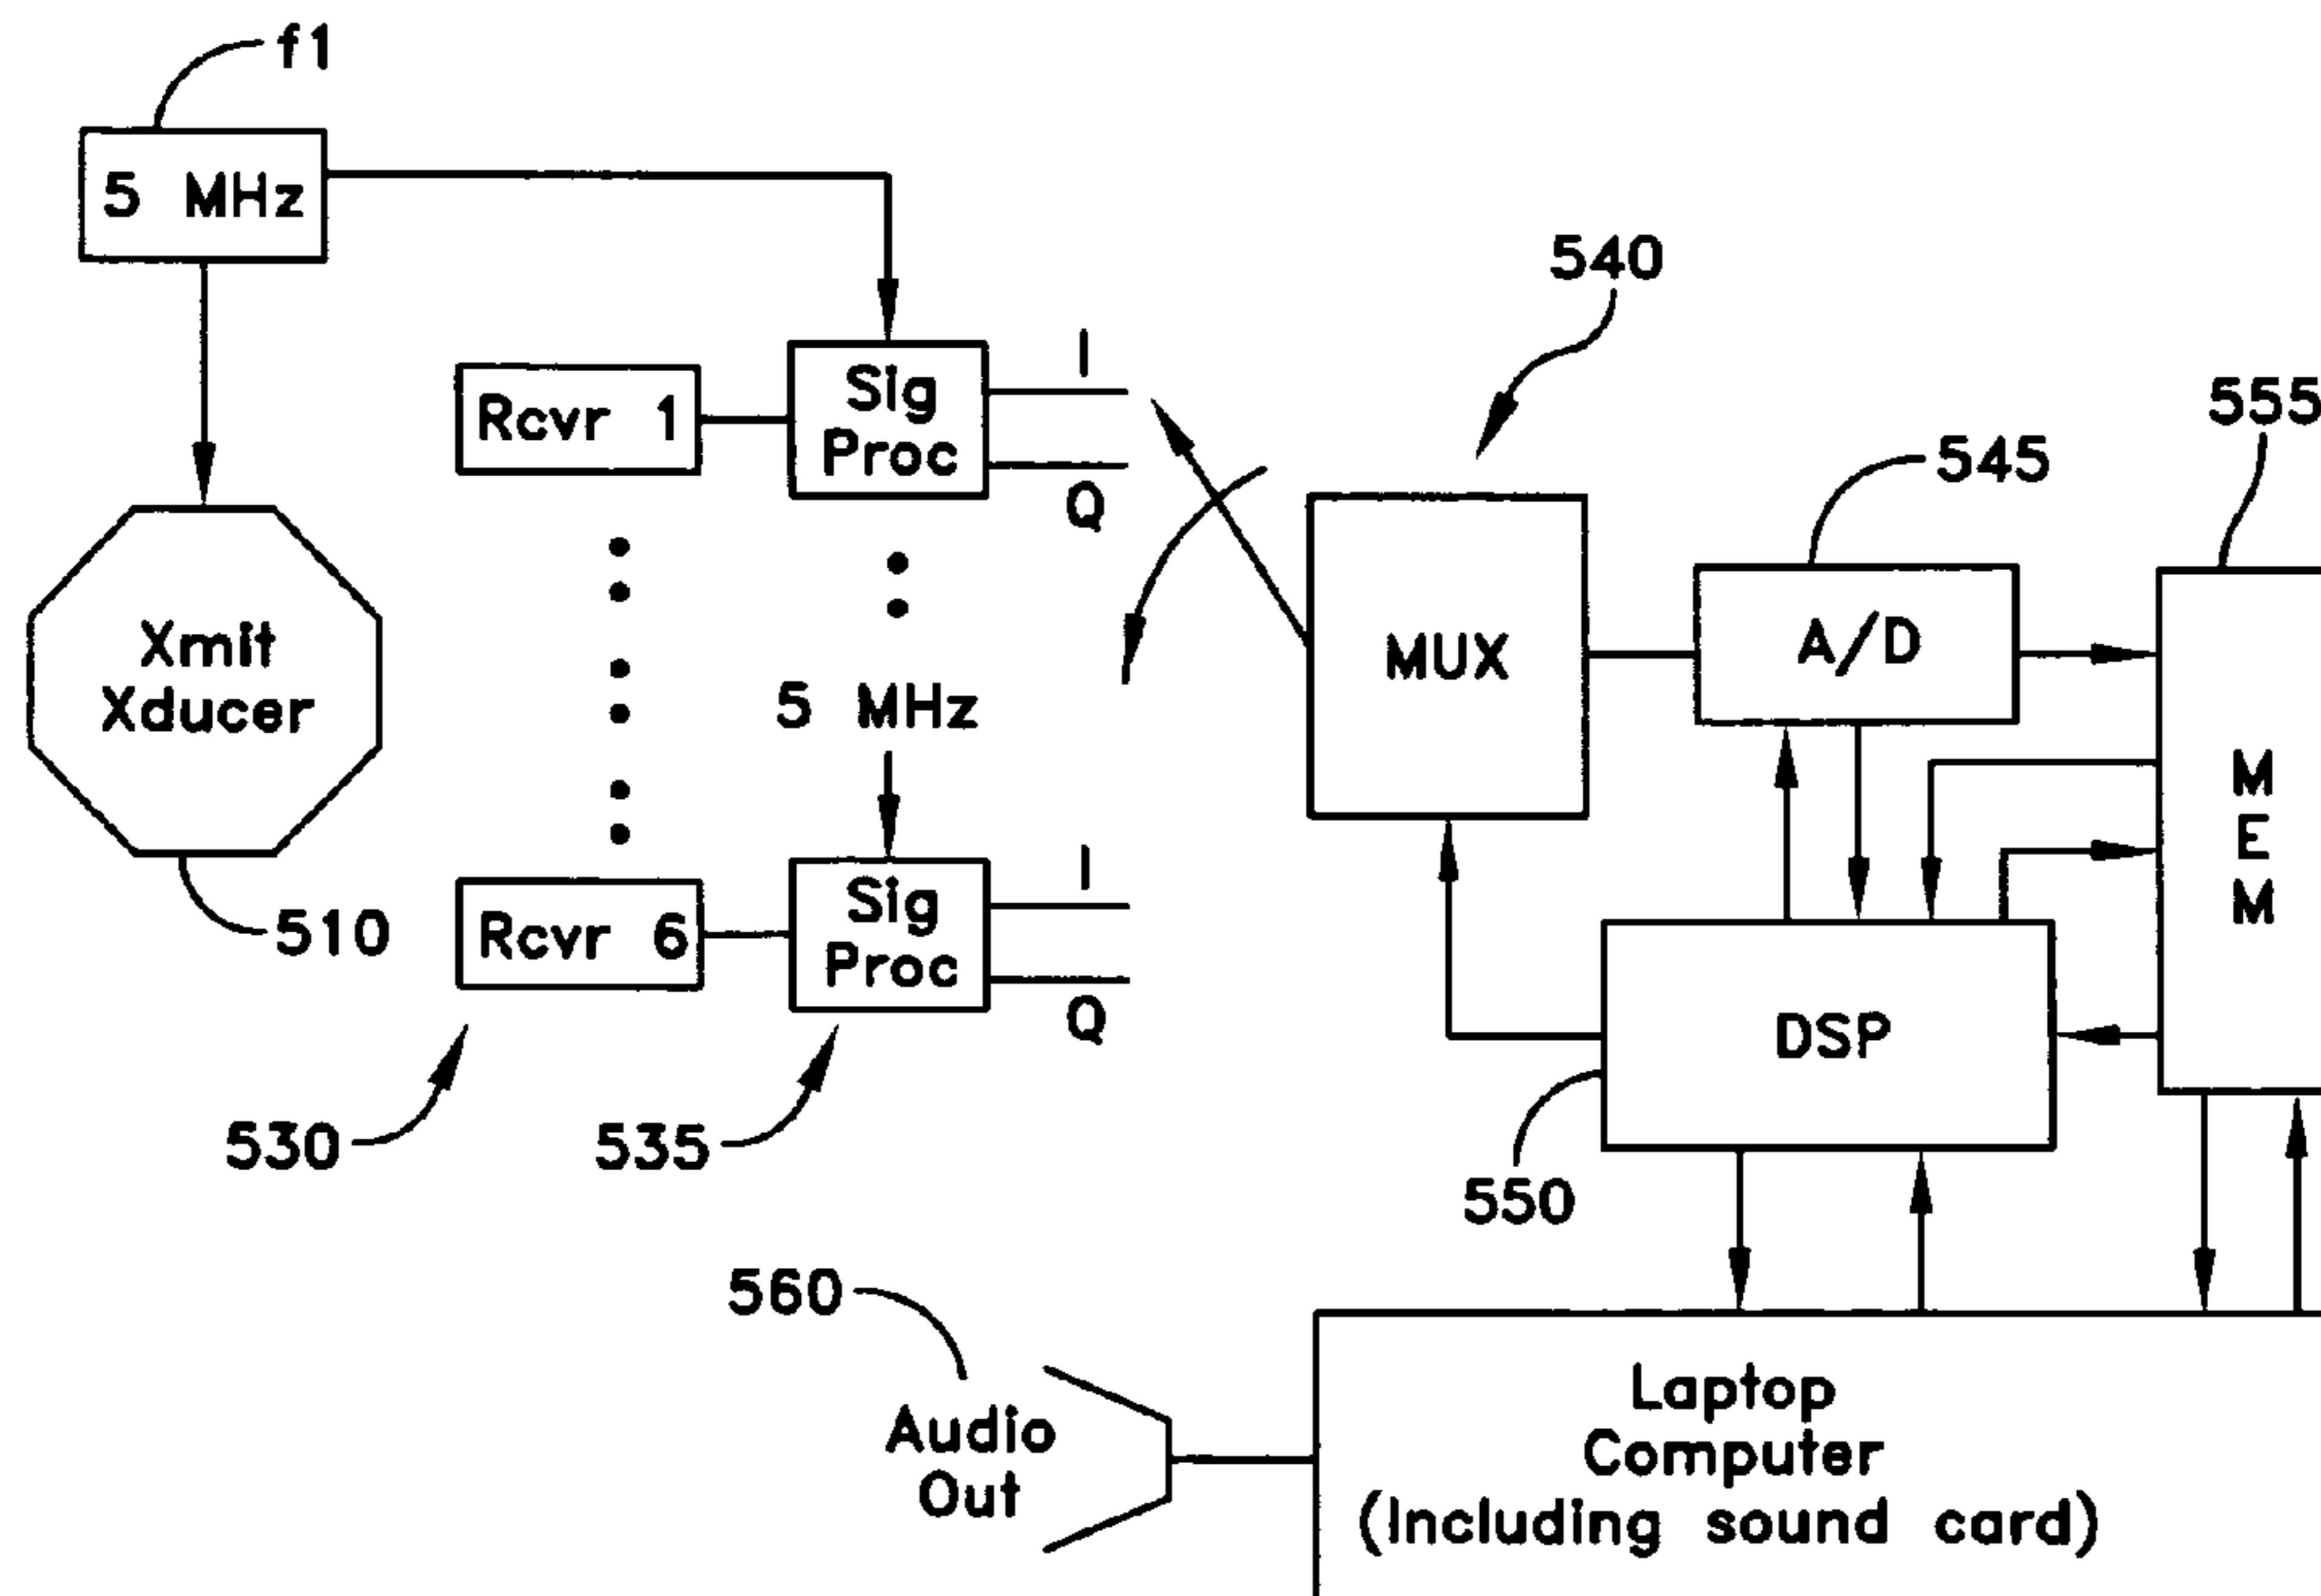 f1
5 MHz
540
I
555
Sig
Proc
Rcvr 1
545
Q
Xmit
Xducer
A/D
MUX
5 MHz
M
E
M
I
Sig
Proc
Rcvr 6
510
Q
DSP
530
535
550
560
Audio
Out
Laptop
Computer
(Including sound card)